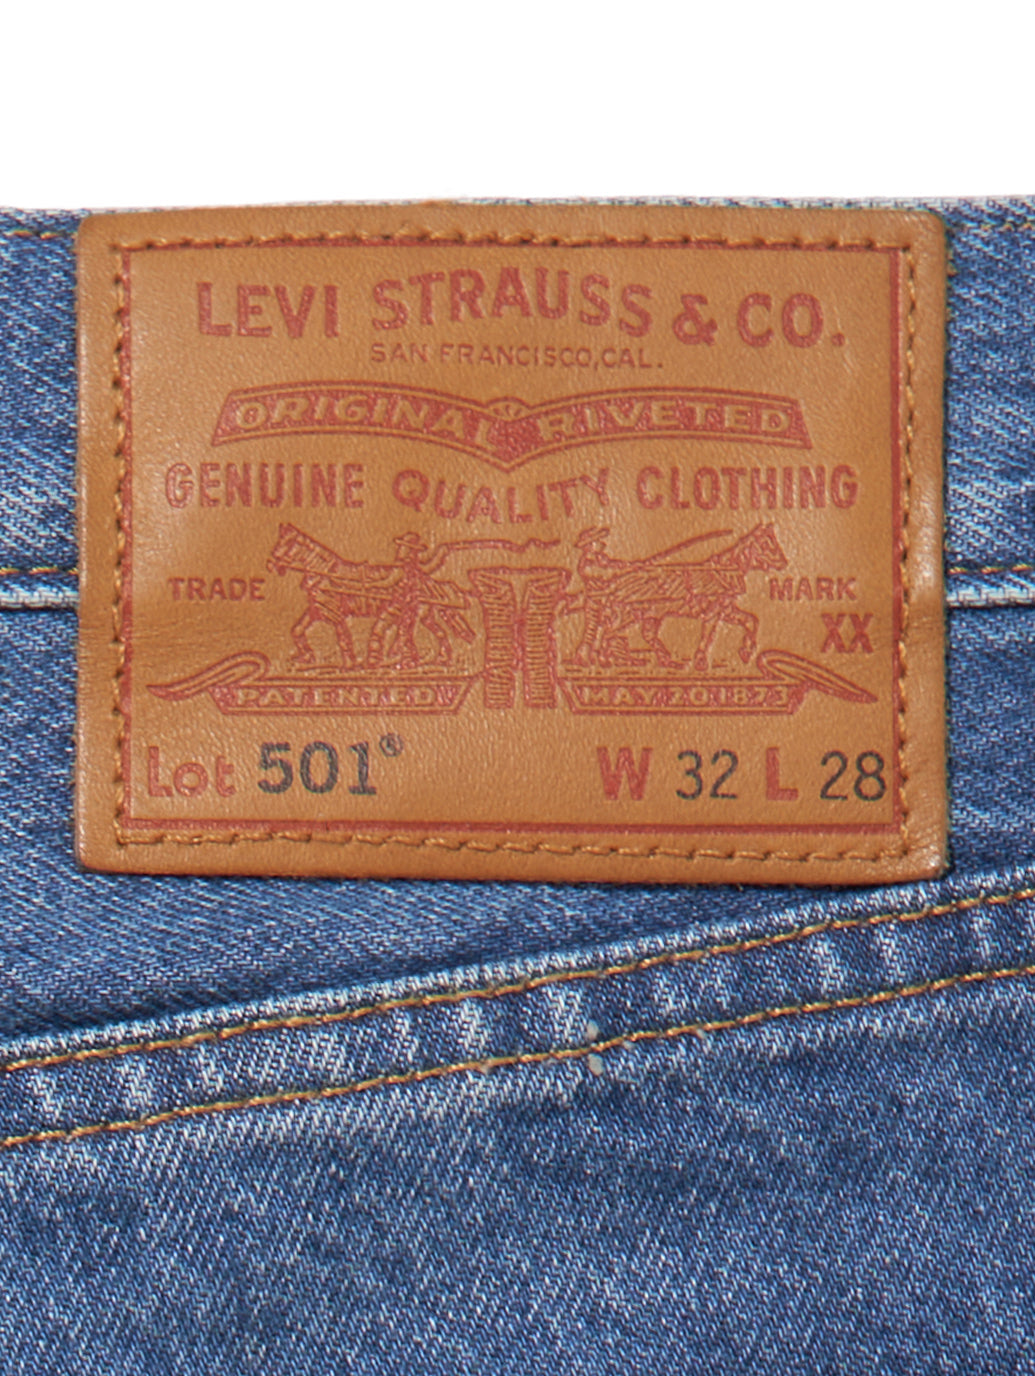 LEVI STRAUSS & CO.
SAN FRANCISCO, CAL.
ORIGINAL RIVETED
GENUINE QUALITY CLOTHING
TRADE MARK
XX
PATENTED MAY 20 1873
Lot 501® W 32 L 28